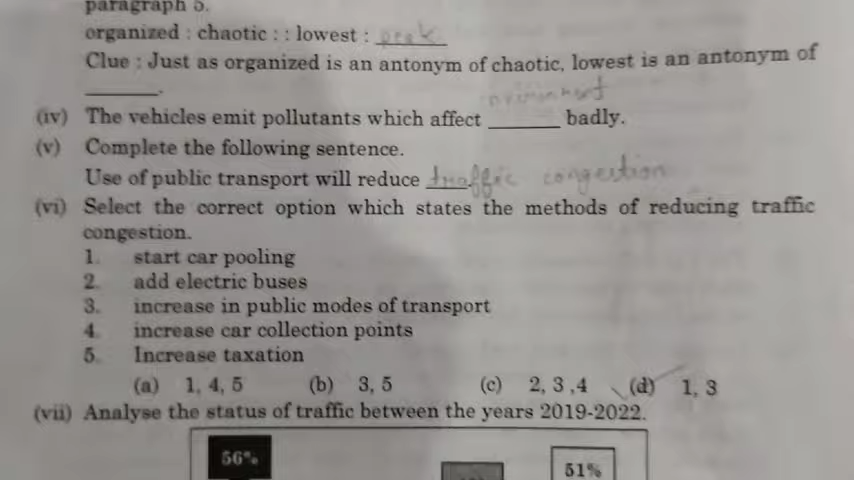 paragraph 5.
organized : chaotic : : lowest : peak
Clue : Just as organized is an antonym of chaotic, lowest is an antonym of
______.
(iv) The vehicles emit pollutants which affect ______ badly.
(v) Complete the following sentence.
Use of public transport will reduce traffic congestion
(vi) Select the correct option which states the methods of reducing traffic
congestion.
1. start car pooling
2. add electric buses
3. increase in public modes of transport
4. increase car collection points
5. Increase taxation
(a) 1, 4, 5 (b) 3, 5 (c) 2, 3 ,4 (d) 1, 3
(vii) Analyse the status of traffic between the years 2019-2022.
56%
51%